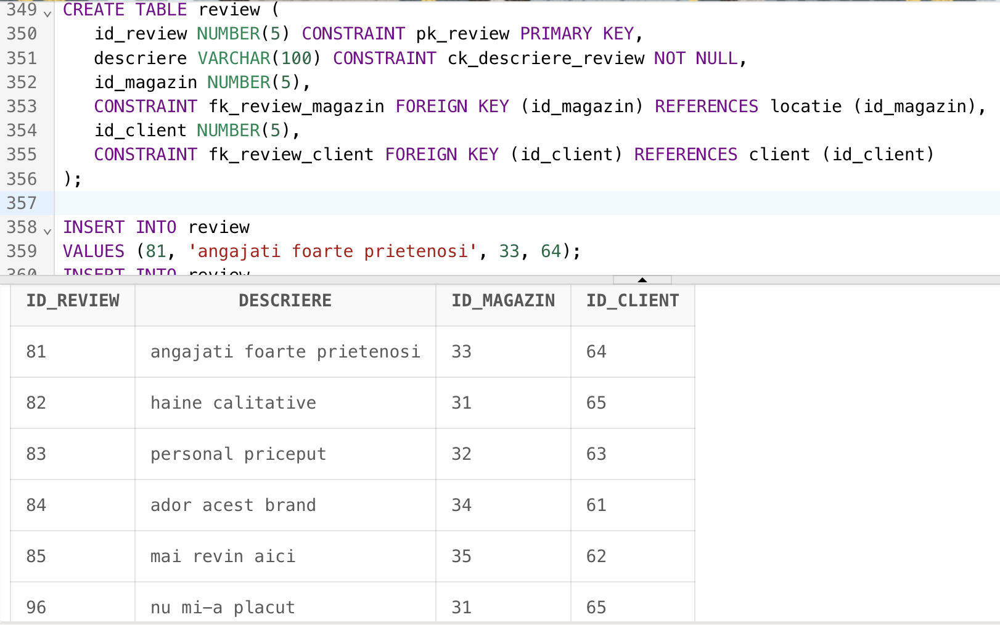 349 CREATE TABLE review (
350 id_review NUMBER(5) CONSTRAINT pk_review PRIMARY KEY,
351 descriere VARCHAR(100) CONSTRAINT ck_descriere_review NOT NULL,
352 id_magazin NUMBER(5),
353 CONSTRAINT fk_review_magazin FOREIGN KEY (id_magazin) REFERENCES locatie (id_magazin),
354 id_client NUMBER(5),
355 CONSTRAINT fk_review_client FOREIGN KEY (id_client) REFERENCES client (id_client)
356 );
357
358 INSERT INTO review
359 VALUES (81, 'angajati foarte prietenosi', 33, 64);
360 INSERT INTO review
ID_REVIEW DESCRIERE ID_MAGAZIN ID_CLIENT
81 angajati foarte prietenosi 33 64
82 haine calitative 31 65
83 personal priceput 32 63
84 ador acest brand 34 61
85 mai revin aici 35 62
96 nu mi-a placut 31 65